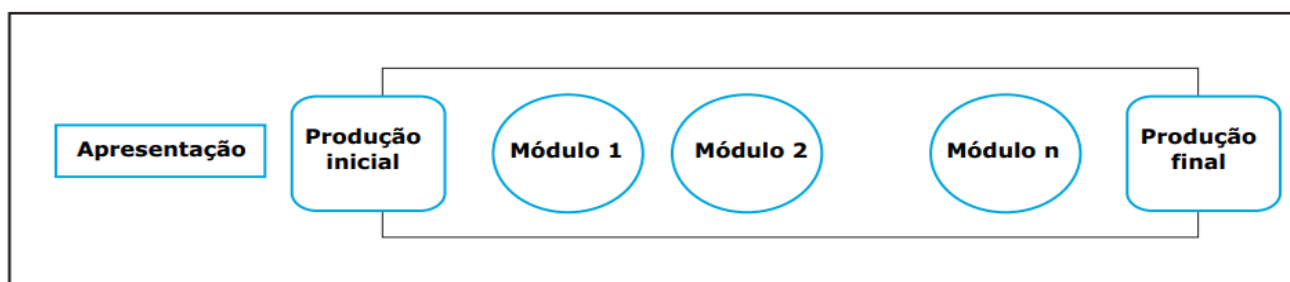 Apresentação
Produção
inicial
Módulo 1
Módulo 2
Módulo n
Produção
final